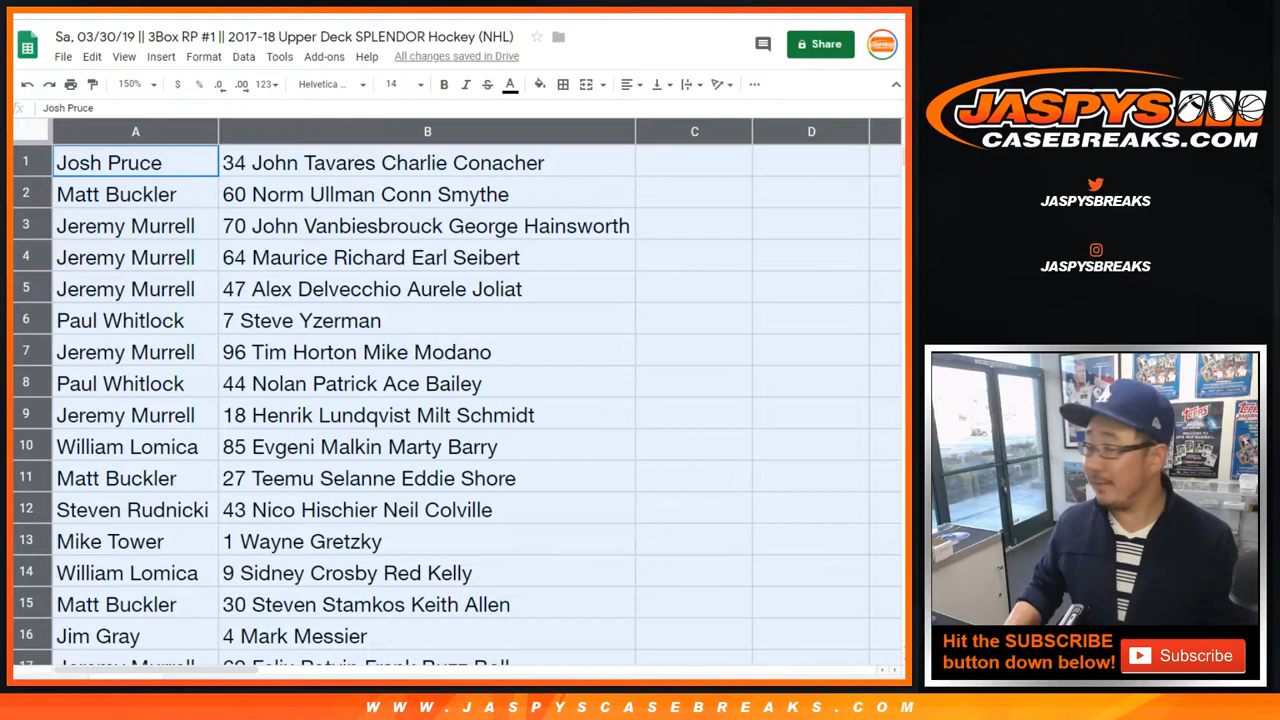 Sa, 03/30/19 || 3Box RP #1 || 2017-18 Upper Deck SPLENDOR Hockey (NHL)
File Edit View Insert Format Data Tools Add-ons Help All changes saved in Drive
Share
150% $ % .0 .00 123 Helvetica ... 14 B I S A
fx Josh Pruce
A B C D
1 Josh Pruce 34 John Tavares Charlie Conacher
2 Matt Buckler 60 Norm Ullman Conn Smythe
3 Jeremy Murrell 70 John Vanbiesbrouck George Hainsworth
4 Jeremy Murrell 64 Maurice Richard Earl Seibert
5 Jeremy Murrell 47 Alex Delvecchio Aurele Joliat
6 Paul Whitlock 7 Steve Yzerman
7 Jeremy Murrell 96 Tim Horton Mike Modano
8 Paul Whitlock 44 Nolan Patrick Ace Bailey
9 Jeremy Murrell 18 Henrik Lundqvist Milt Schmidt
10 William Lomica 85 Evgeni Malkin Marty Barry
11 Matt Buckler 27 Teemu Selanne Eddie Shore
12 Steven Rudnicki 43 Nico Hischier Neil Colville
13 Mike Tower 1 Wayne Gretzky
14 William Lomica 9 Sidney Crosby Red Kelly
15 Matt Buckler 30 Steven Stamkos Keith Allen
16 Jim Gray 4 Mark Messier
17 Jeremy Murrell
JASPYS
CASEBREAKS.COM
JASPYSBREAKS
JASPYSBREAKS
Topps
Hit the SUBSCRIBE
button down below!
Subscribe
WWW.JASPYSCASEBREAKS.COM